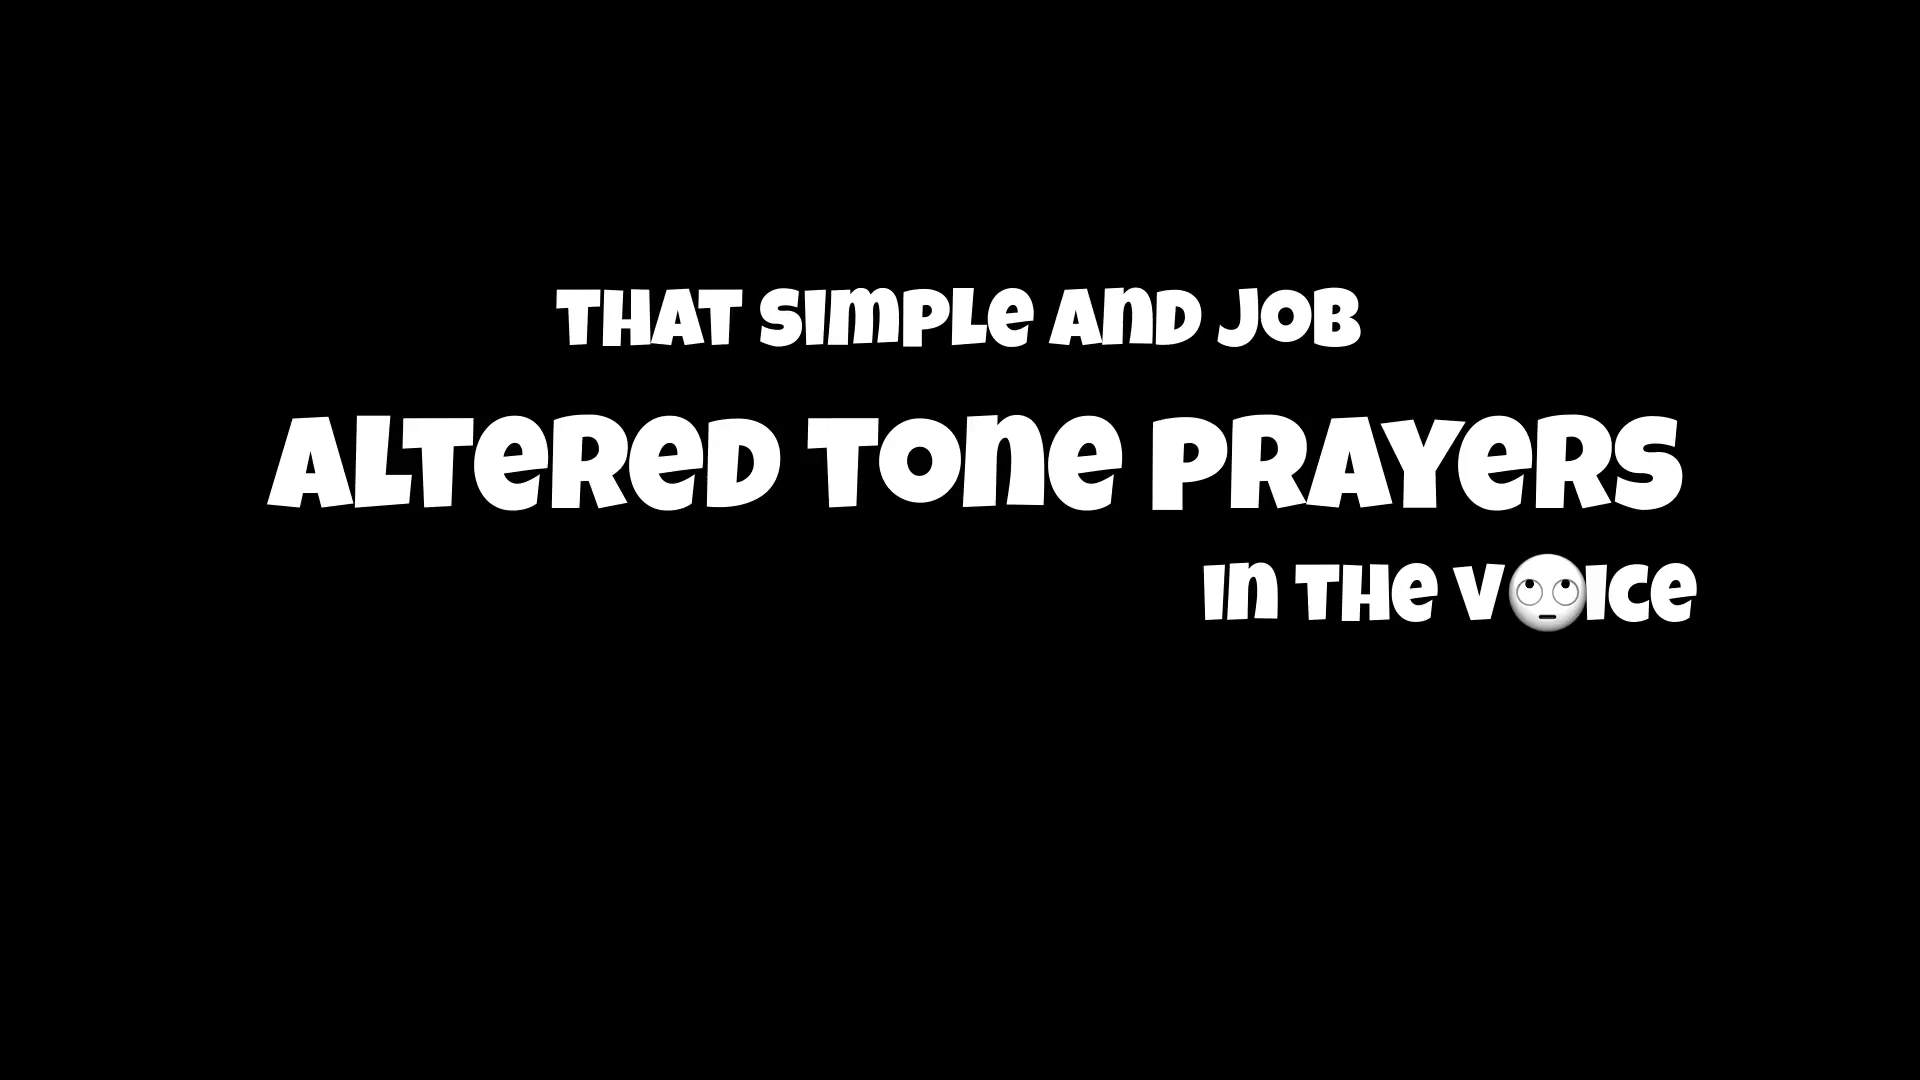 THAT SIMPLE AND JOB
ALTERED TONE PRAYERS
IN THE V🙄ICE